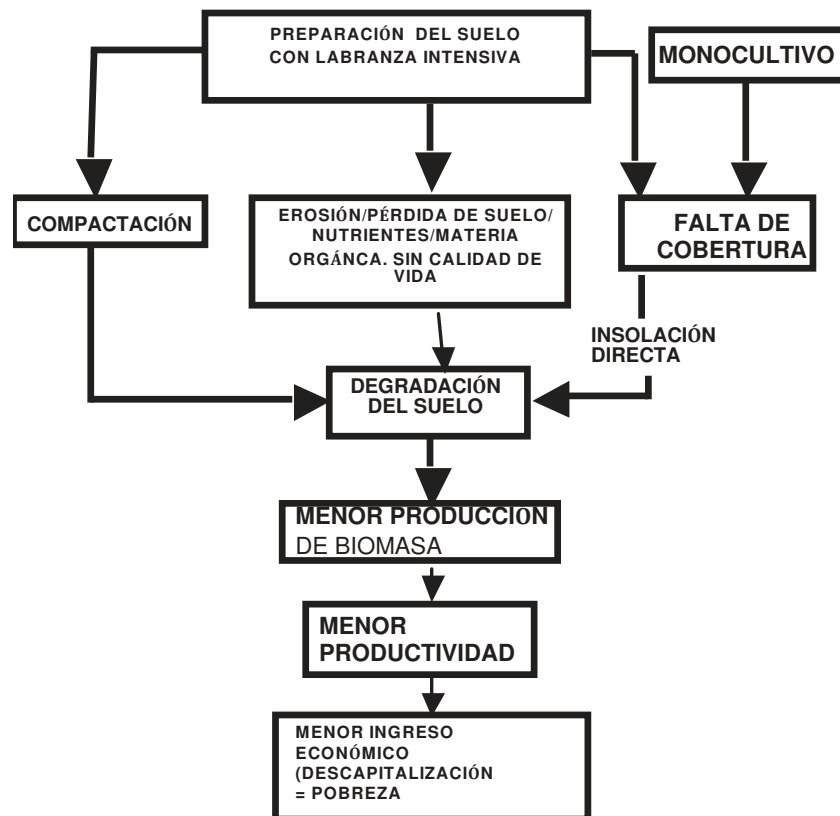 PREPARACIÓN DEL SUELO
CON LABRANZA INTENSIVA
MONOCULTIVO
COMPACTACIÓN
EROSIÓN/PÉRDIDA DE SUELO/
NUTRIENTES/MATERIA
ORGÁNCA. SIN CALIDAD DE
VIDA
FALTA DE
COBERTURA
INSOLACIÓN
DIRECTA
DEGRADACIÓN
DEL SUELO
MENOR PRODUCCIÓN
DE BIOMASA
MENOR
PRODUCTIVIDAD
MENOR INGRESO
ECONÓMICO
(DESCAPITALIZACIÓN
= POBREZA